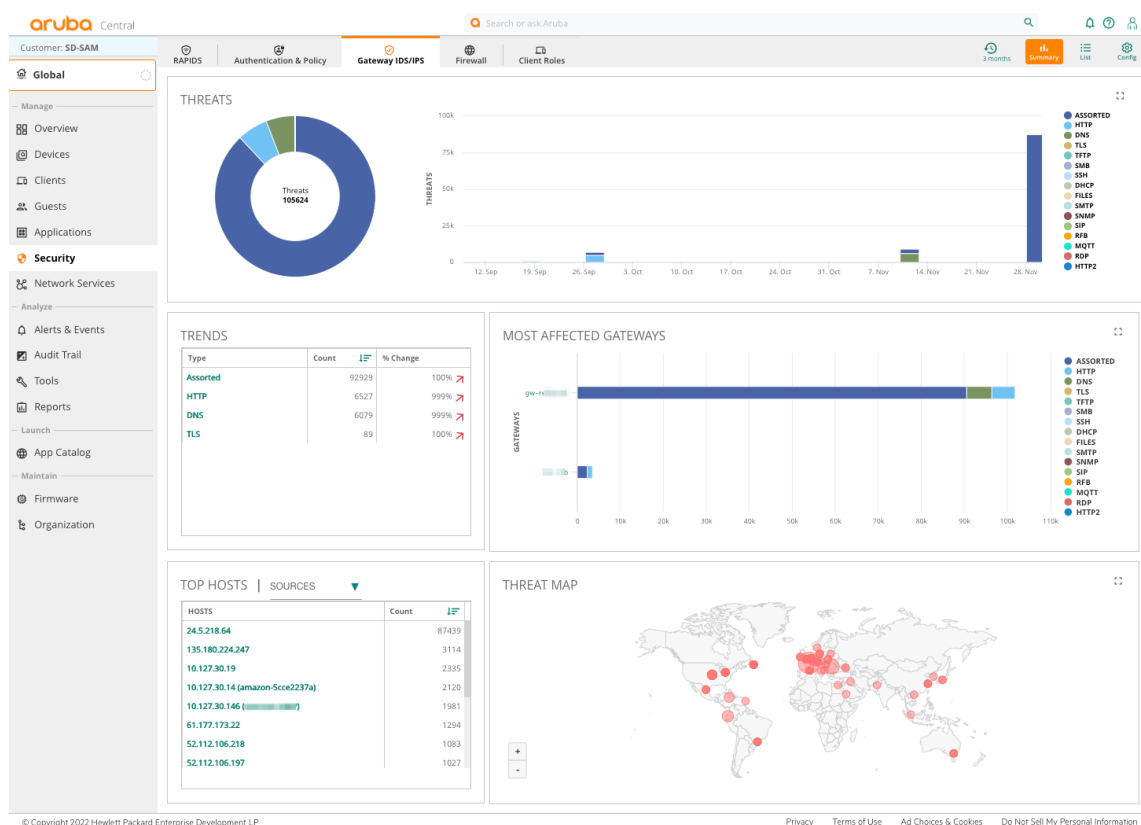 aruba Central
Search or ask Aruba
Customer: SD-SAM
Global
RAPIDS
Authentication & Policy
Gateway IDS/IPS
Firewall
Client Roles
3 months
Summary
List
Config
Manage
Overview
Devices
Clients
Guests
Applications
Security
Network Services
Analyze
Alerts & Events
Audit Trail
Tools
Reports
Launch
App Catalog
Maintain
Firmware
Organization
THREATS
Threats
105624
THREATS
100k
75k
50k
25k
0
12. Sep 19. Sep 26. Sep 3. Oct 10. Oct 17. Oct 24. Oct 31. Oct 7. Nov 14. Nov 21. Nov 28. Nov
ASSORTED
HTTP
DNS
TLS
TFTP
SMB
SSH
DHCP
FILES
SMTP
SNMP
SIP
RFB
MQTT
RDP
HTTP2
TRENDS
Type Count % Change
Assorted 92929 100%
HTTP 6527 999%
DNS 6079 999%
TLS 89 100%
MOST AFFECTED GATEWAYS
GATEWAYS
0 10k 20k 30k 40k 50k 60k 70k 80k 90k 100k 110k
ASSORTED
HTTP
DNS
TLS
TFTP
SMB
SSH
DHCP
FILES
SMTP
SNMP
SIP
RFB
MQTT
RDP
HTTP2
TOP HOSTS | SOURCES
HOSTS Count
24.5.218.64 87439
135.180.224.247 3114
10.127.30.19 2335
10.127.30.14 (amazon-5cce2237a) 2120
10.127.30.146 1981
61.177.173.22 1294
52.112.106.218 1083
52.112.106.197 1027
THREAT MAP
+
-
© Copyright 2022 Hewlett Packard Enterprise Development LP
Privacy Terms of Use Ad Choices & Cookies Do Not Sell My Personal Information